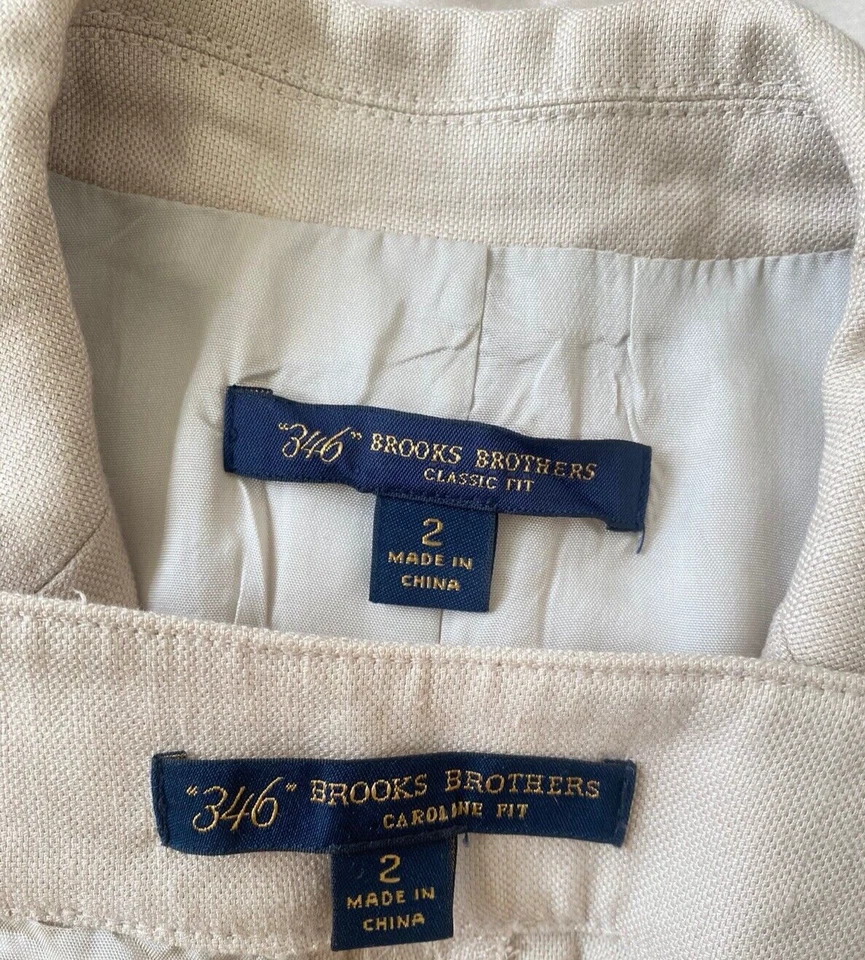 "346" BROOKS BROTHERS
CLASSIC FIT
2
MADE IN
CHINA
"346" BROOKS BROTHERS
CAROLINE FIT
2
MADE IN
CHINA